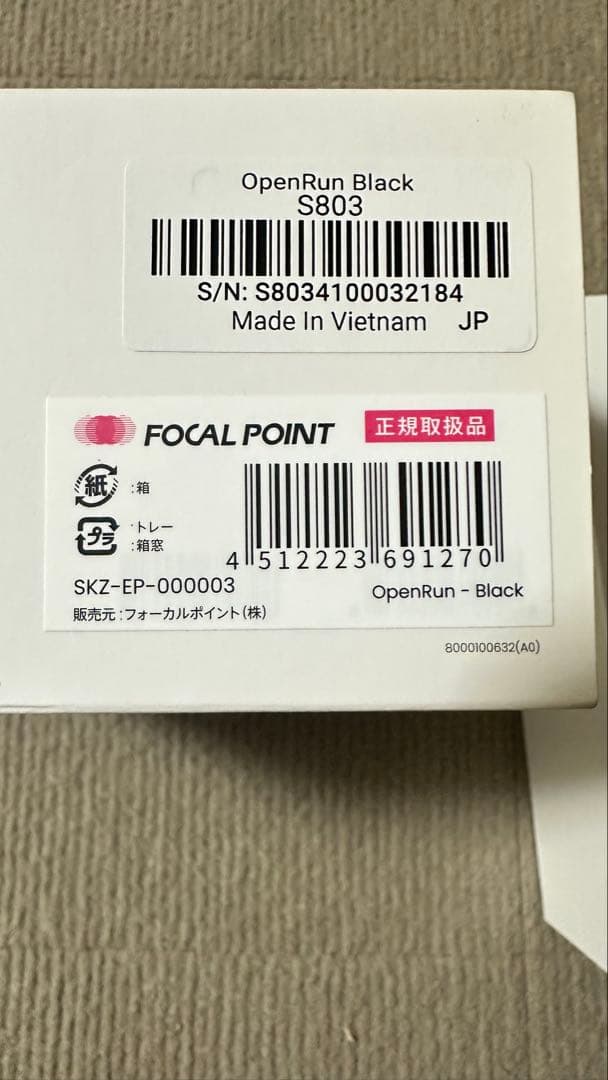 OpenRun Black
S803
S/N: S8034100032184
Made In Vietnam JP
FOCAL POINT 正規取扱品
紙 :箱
プラ :トレー
:箱窓
4 512223 691270
SKZ-EP-000003
OpenRun - Black
販売元:フォーカルポイント(株)
8000100632(A0)